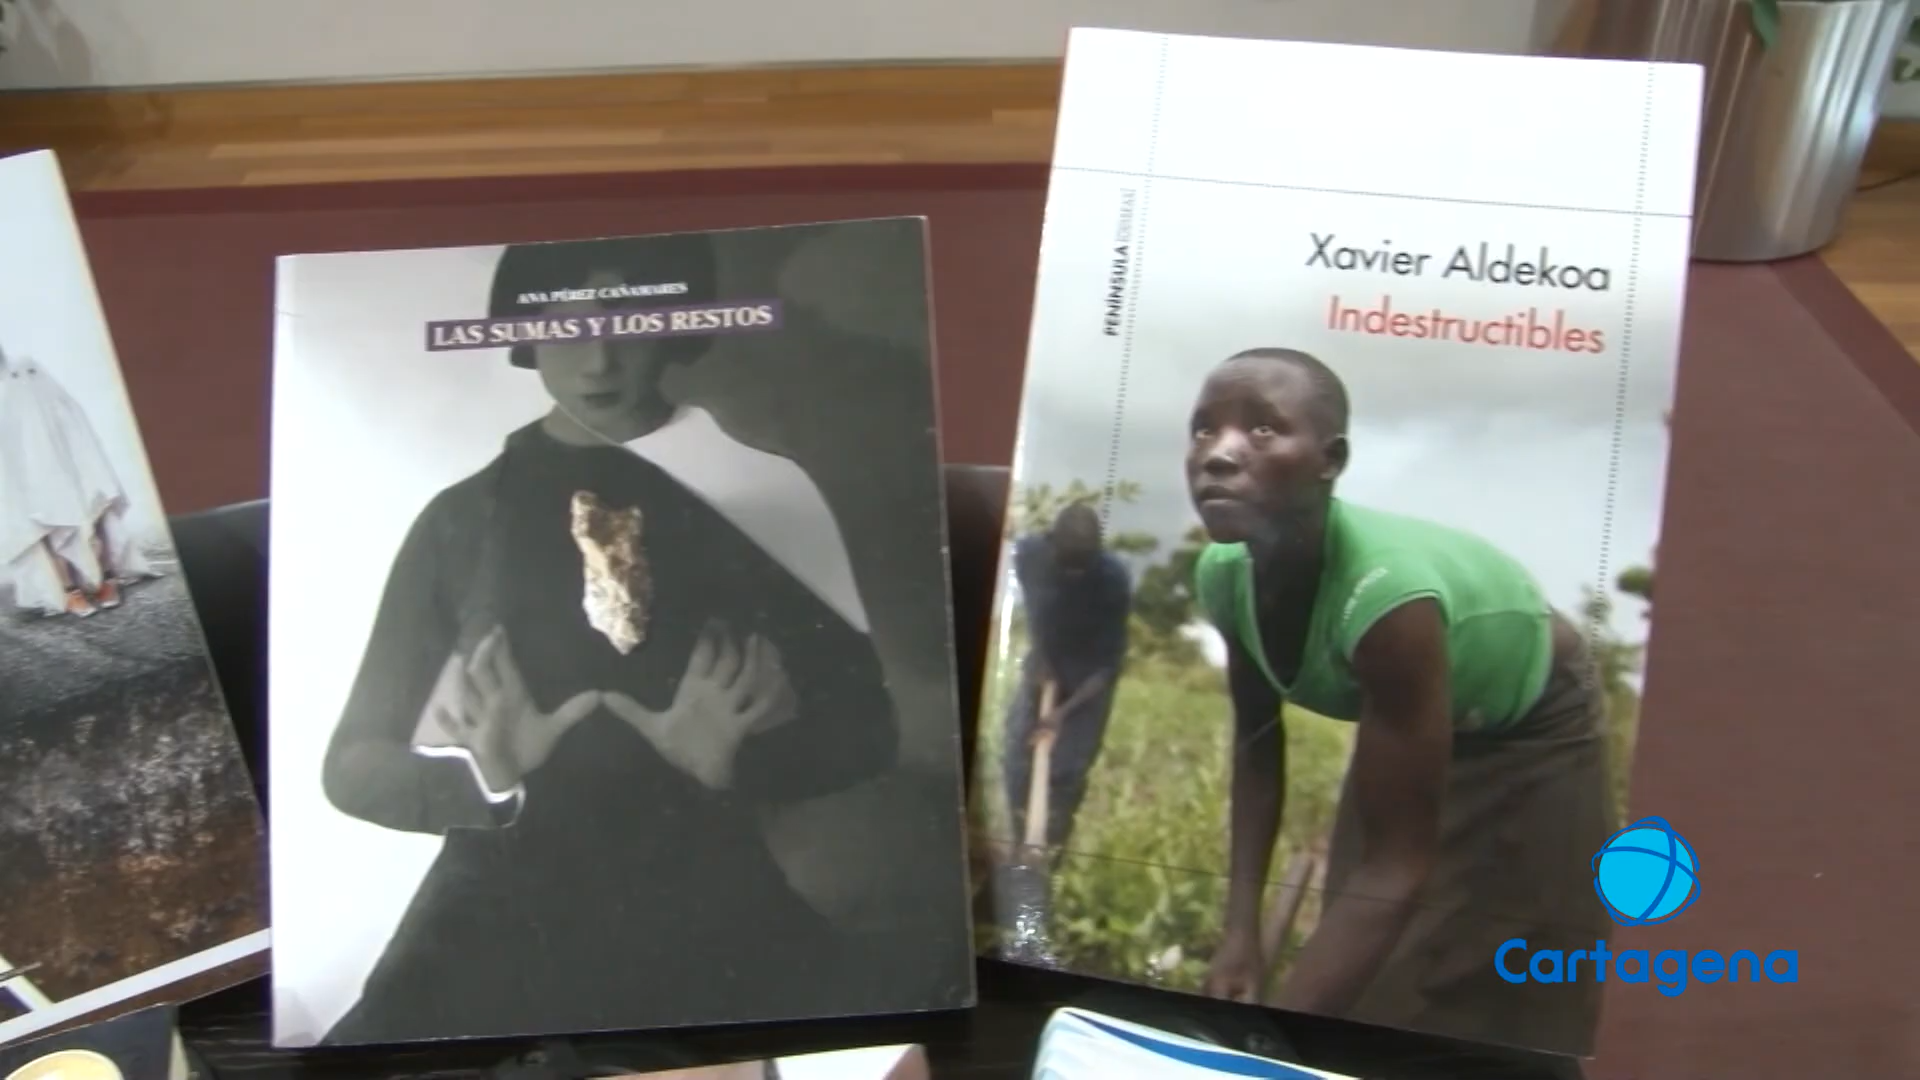 ANA PÉREZ CAÑAMARES
LAS SUMAS Y LOS RESTOS
PENÍNSULA
Xavier Aldekoa
Indestructibles
Cartagena